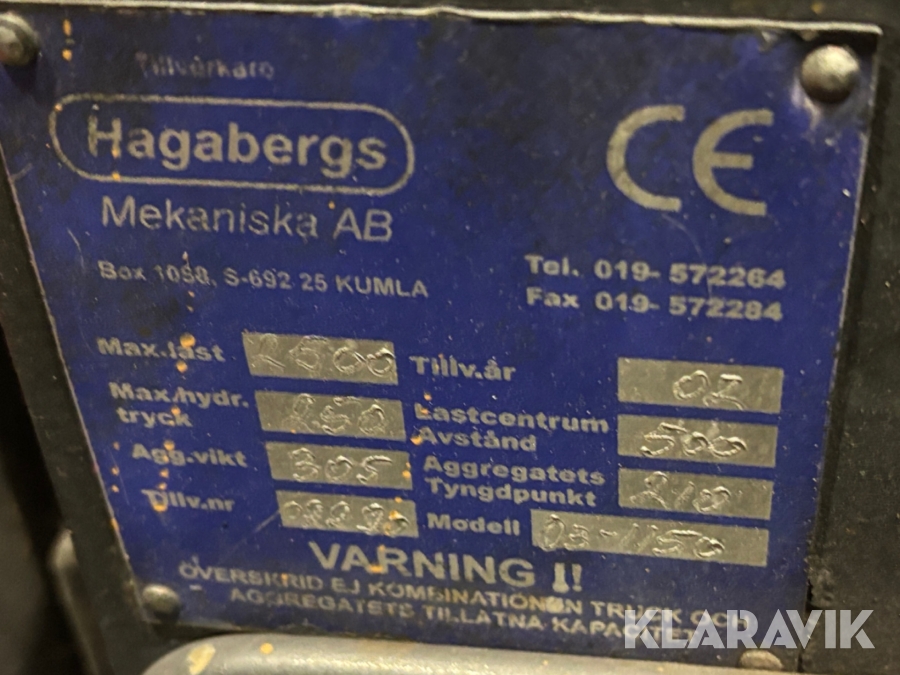 Tillverkare
Hagabergs
Mekaniska AB
CE
Box 1058, S-692 25 KUMLA
Tel. 019- 572264
Fax 019- 572284
Max.last 2500 Tillv.år 02
Max.hydr. tryck 250 Lastcentrum Avstånd 500
Agg.vikt 305 Aggregatets Tyngdpunkt
Tillv.nr Modell
VARNING !!
ÖVERSKRID EJ KOMBINATIONEN TRUCK OCH
AGGREGATETS TILLÅTNA KAPACITET
KLARAVIK